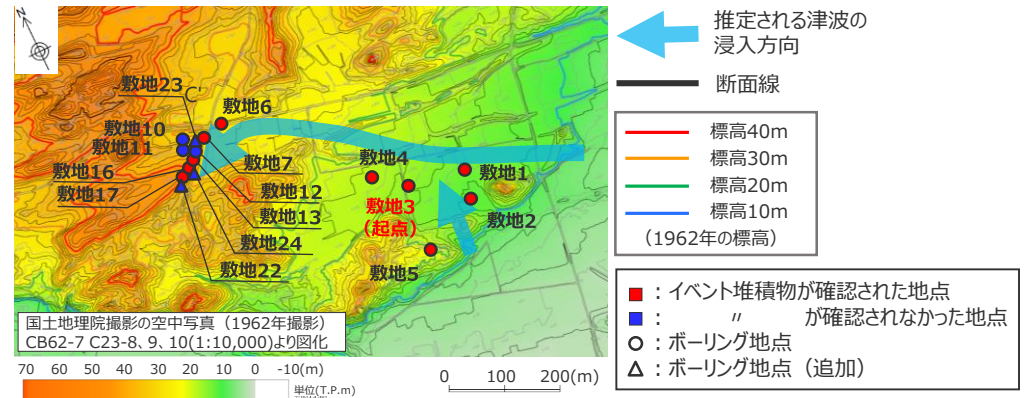 N
敷地23
C'
敷地6
敷地10
敷地11
敷地16
敷地17
敷地7
敷地12
敷地13
敷地24
敷地22
敷地4
敷地1
敷地3
(起点)
敷地2
敷地5
国土地理院撮影の空中写真(1962年撮影)
CB62-7 C23-8、9、10(1:10,000)より図化
70 60 50 40 30 20 10 0 -10(m)
単位(T.P.m)
0 100 200(m)
推定される津波の
浸入方向
断面線
標高40m
標高30m
標高20m
標高10m
(1962年の標高)
:イベント堆積物が確認された地点
: 〃 が確認されなかった地点
:ボーリング地点
:ボーリング地点(追加)